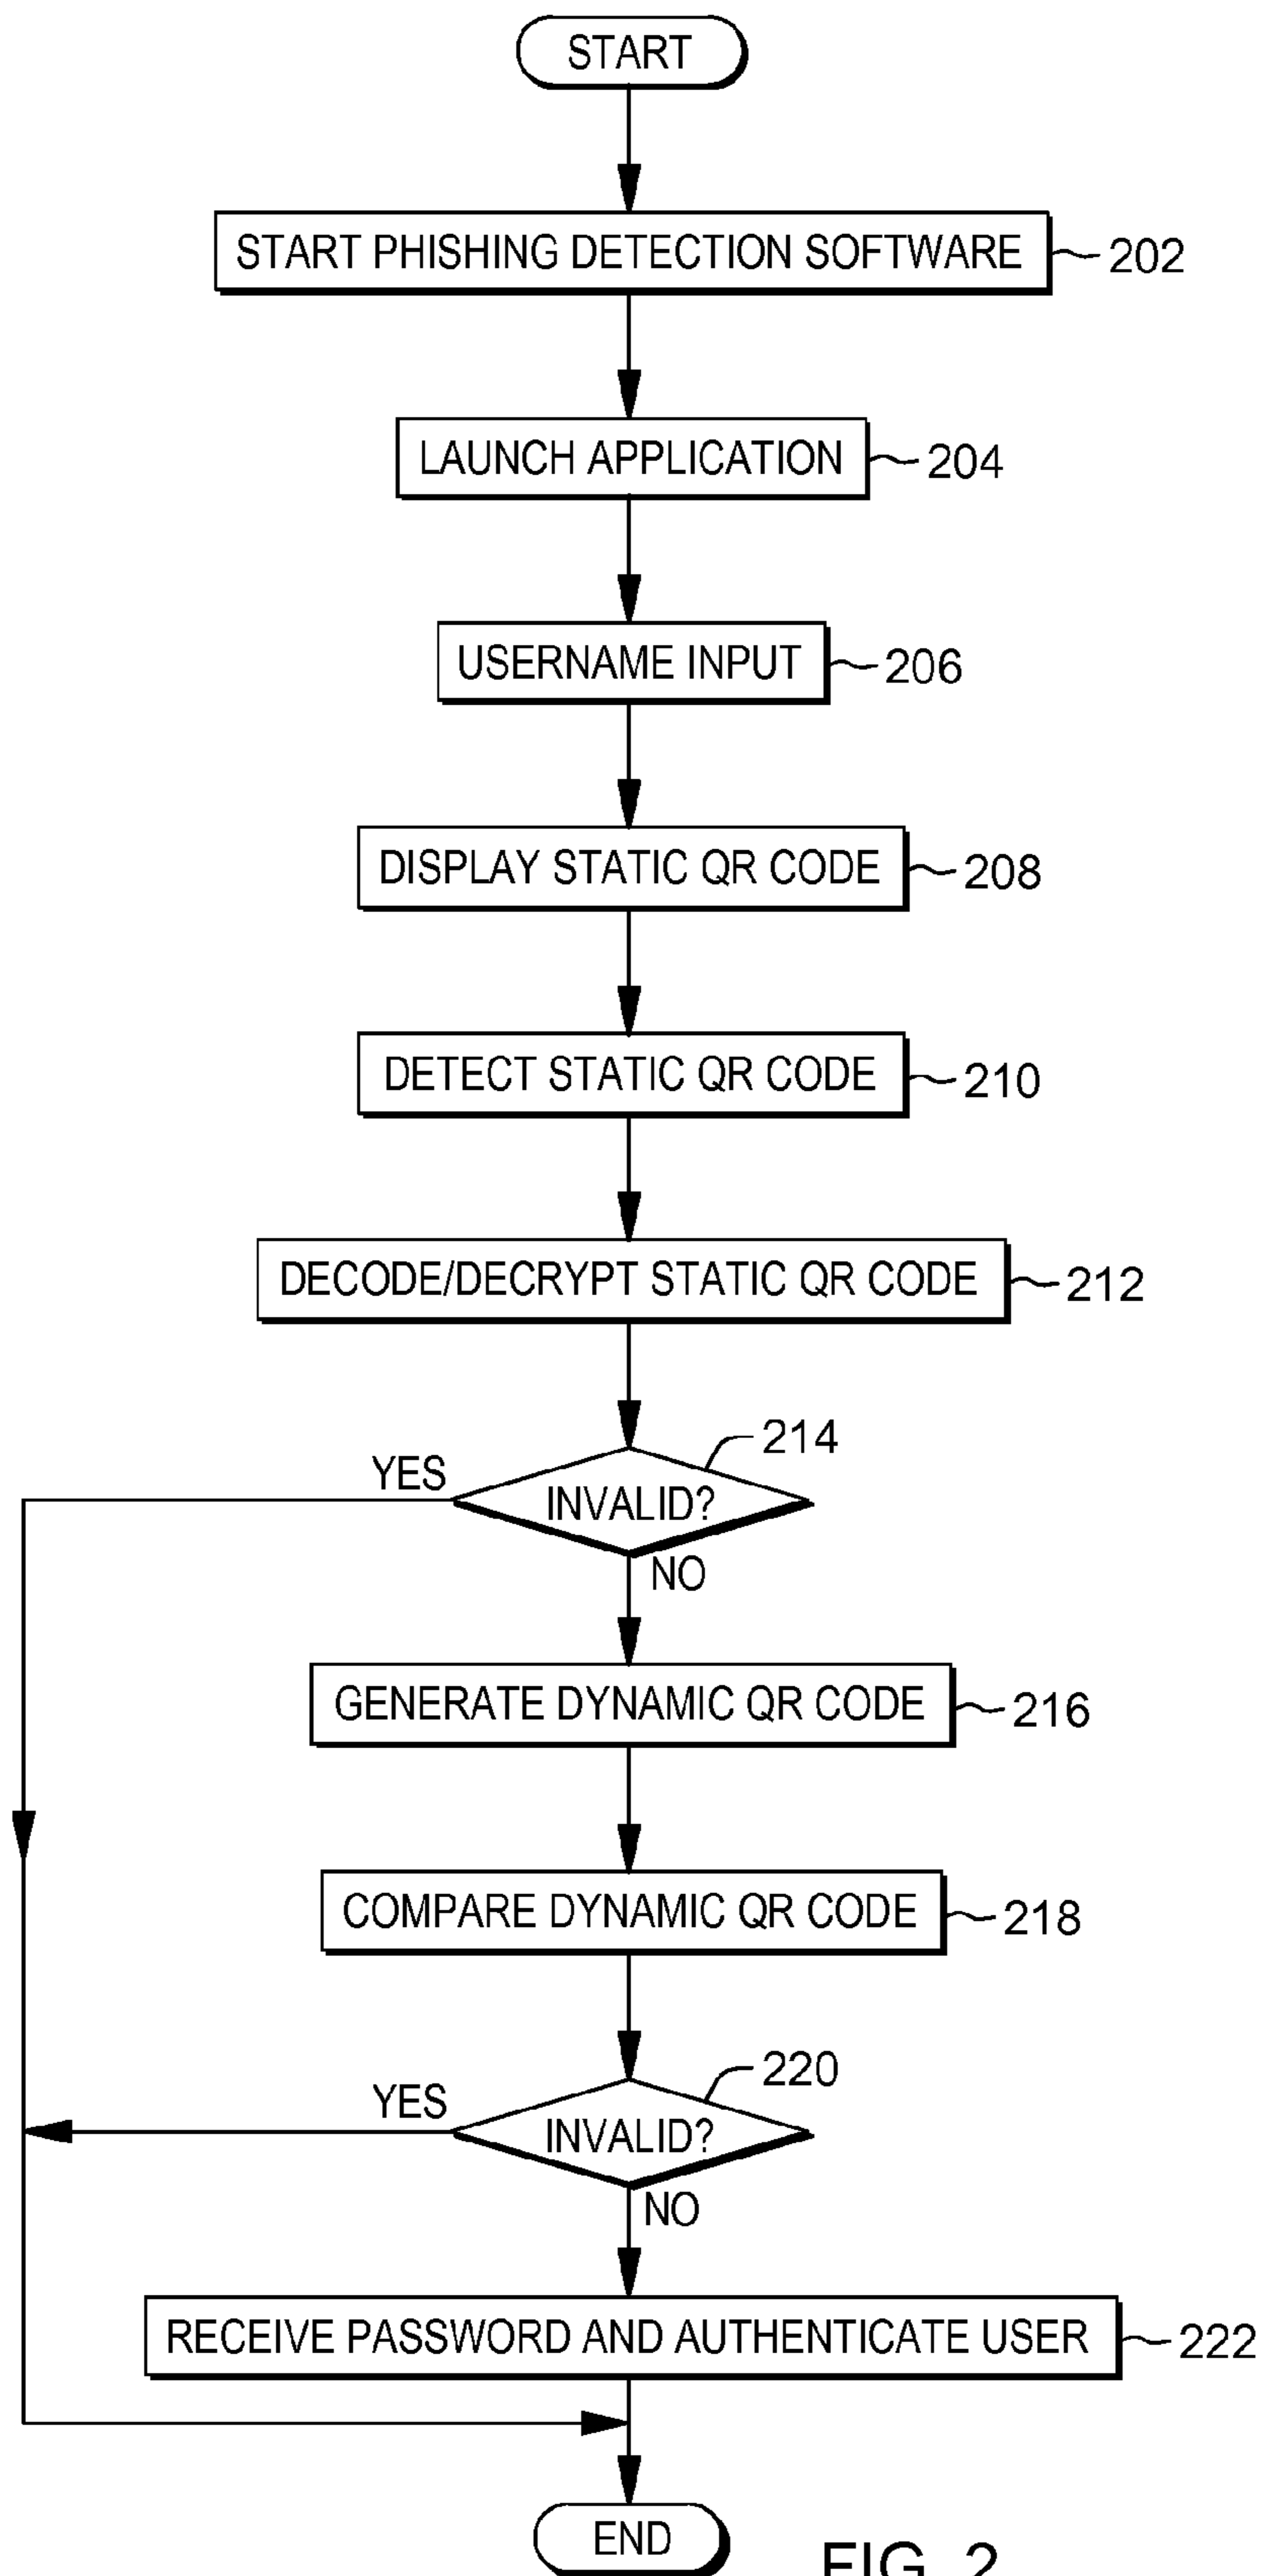 START
START PHISHING DETECTION SOFTWARE
202
LAUNCH APPLICATION
204
USERNAME INPUT
206
DISPLAY STATIC QR CODE
208
DETECT STATIC QR CODE
210
DECODE/DECRYPT STATIC QR CODE
212
214
YES
INVALID?
NO
GENERATE DYNAMIC QR CODE
216
COMPARE DYNAMIC QR CODE
218
220
YES
INVALID?
NO
RECEIVE PASSWORD AND AUTHENTICATE USER
222
END
FIG. 2